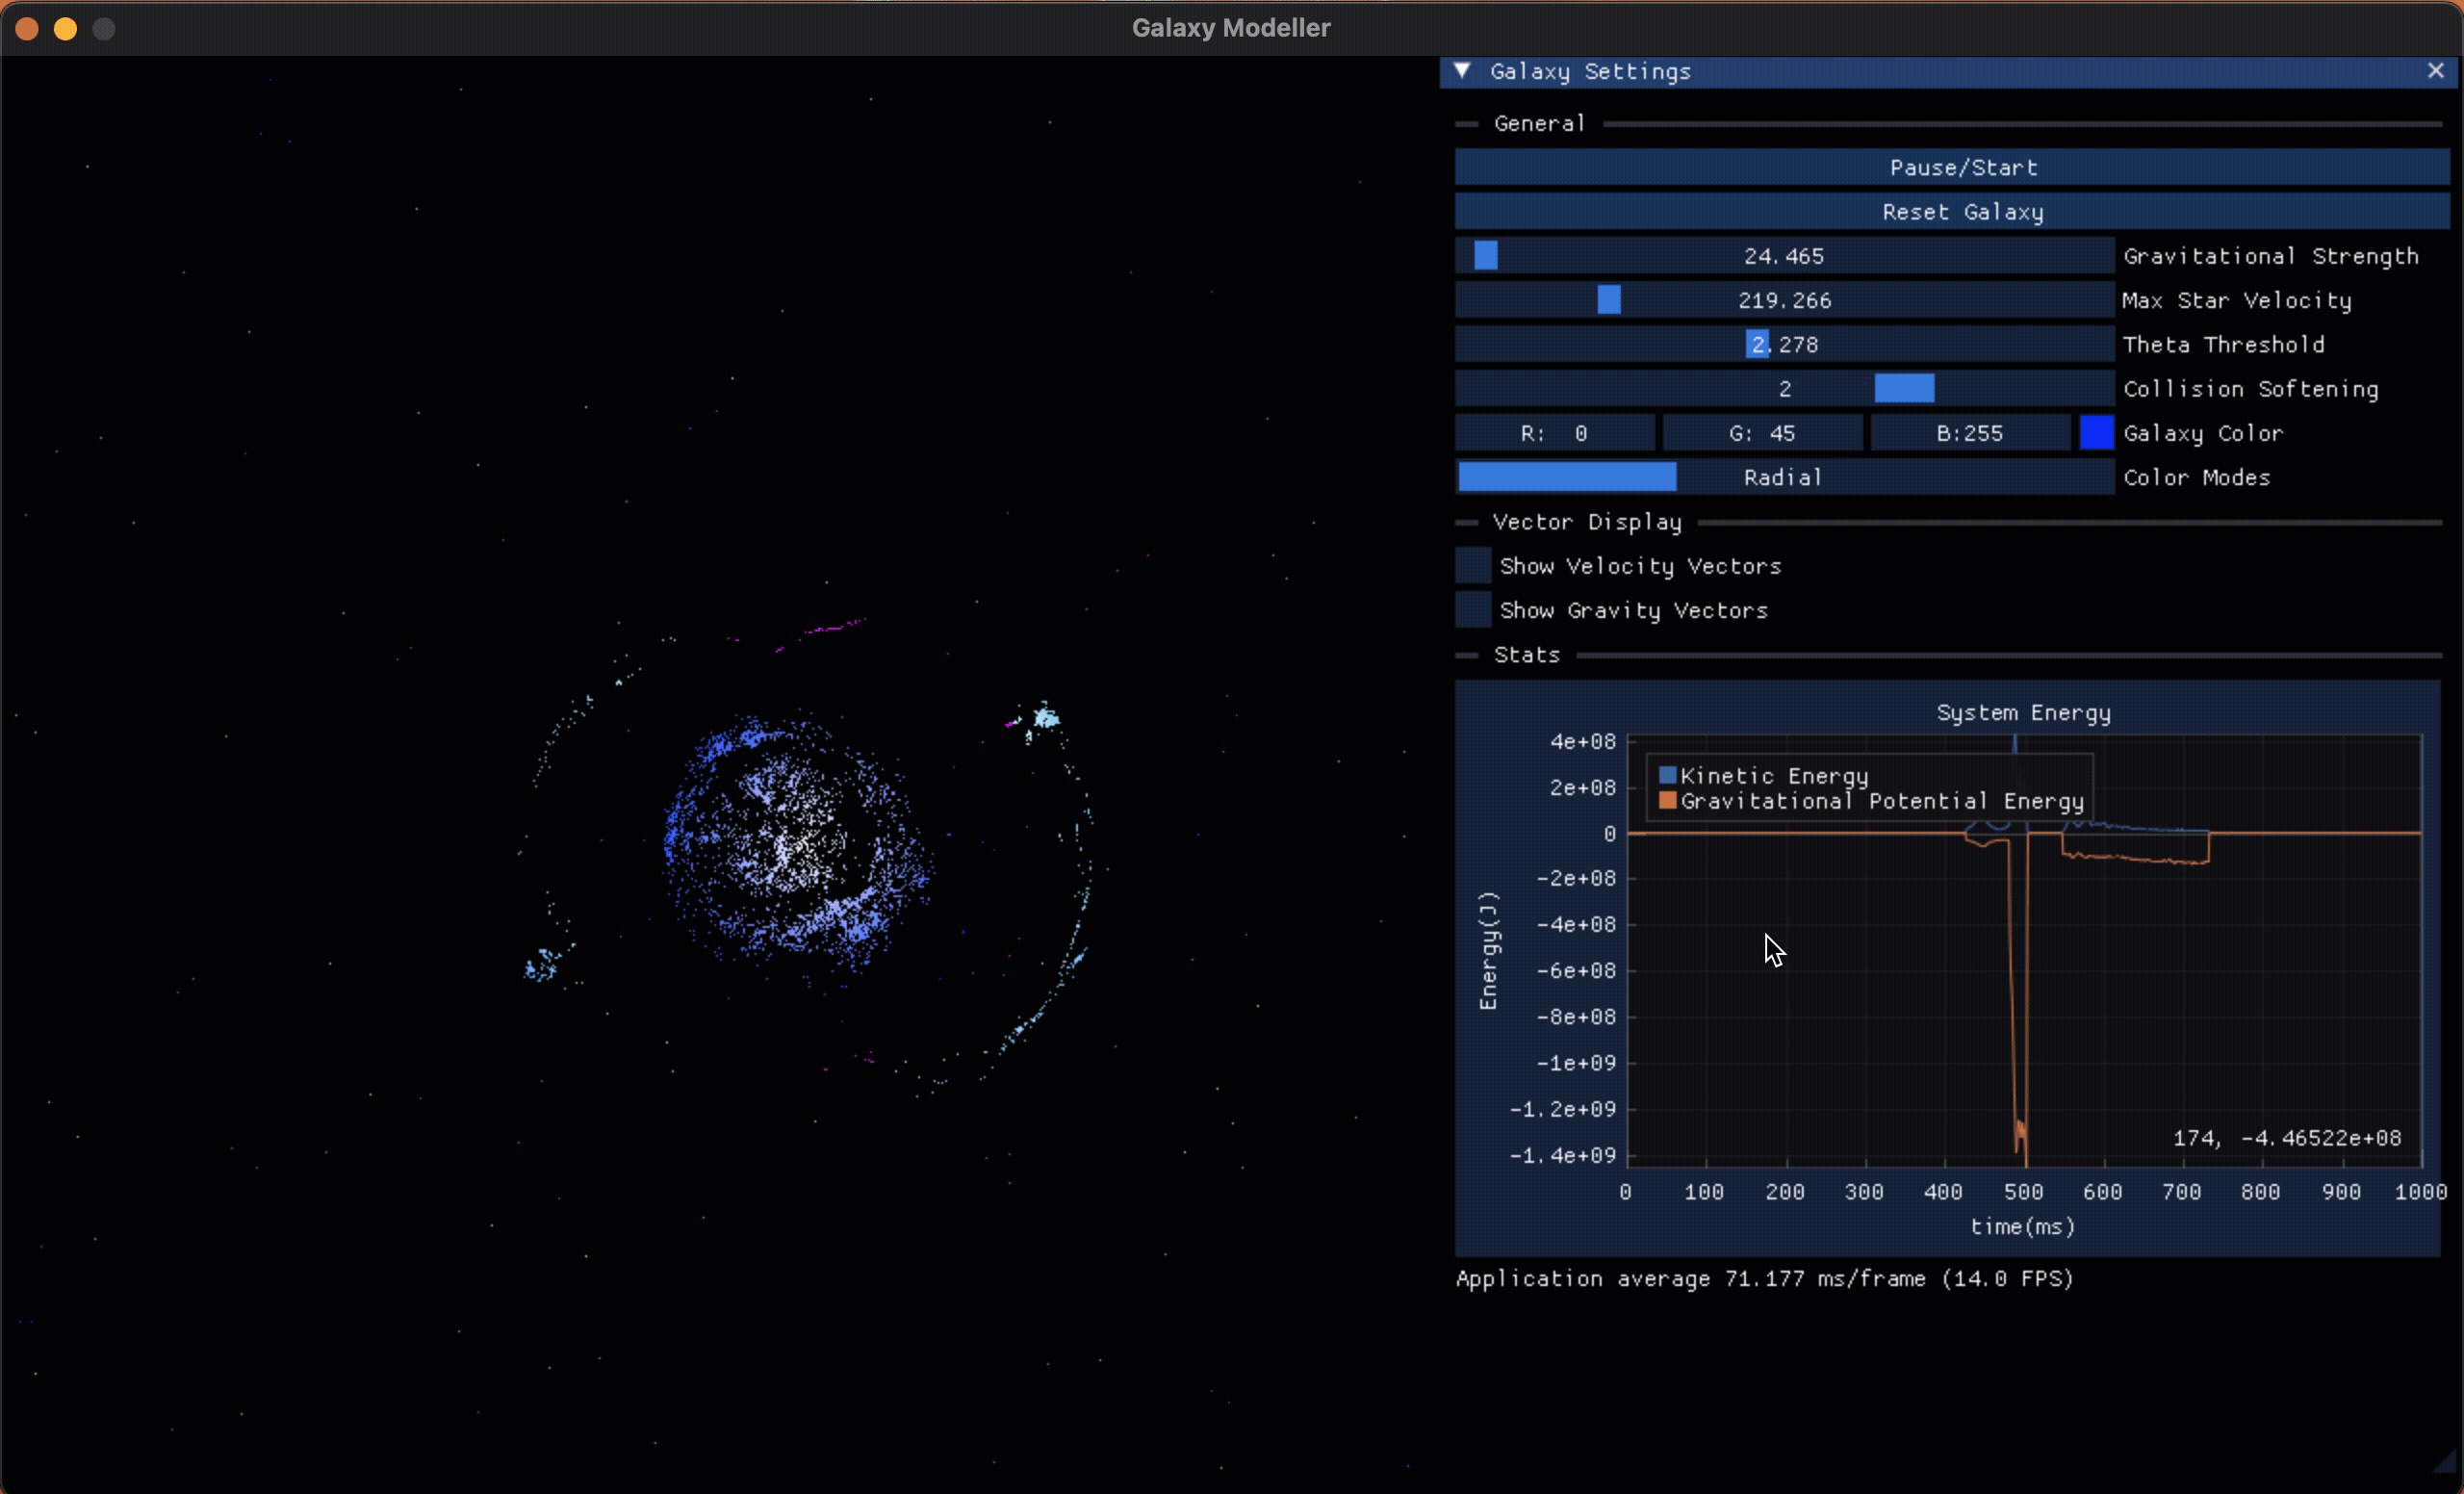 Galaxy Modeller
Galaxy Settings
General
Pause/Start
Reset Galaxy
24.465 Gravitational Strength
219.266 Max Star Velocity
2.278 Theta Threshold
2 Collision Softening
R: 0 G: 45 B:255 Galaxy Color
Radial Color Modes
Vector Display
Show Velocity Vectors
Show Gravity Vectors
Stats
System Energy
Kinetic Energy
Gravitational Potential Energy
4e+08
2e+08
0
-2e+08
-4e+08
-6e+08
-8e+08
-1e+09
-1.2e+09
-1.4e+09
Energy(J)
174, -4.46522e+08
0 100 200 300 400 500 600 700 800 900 1000
time(ms)
Application average 71.177 ms/frame (14.0 FPS)